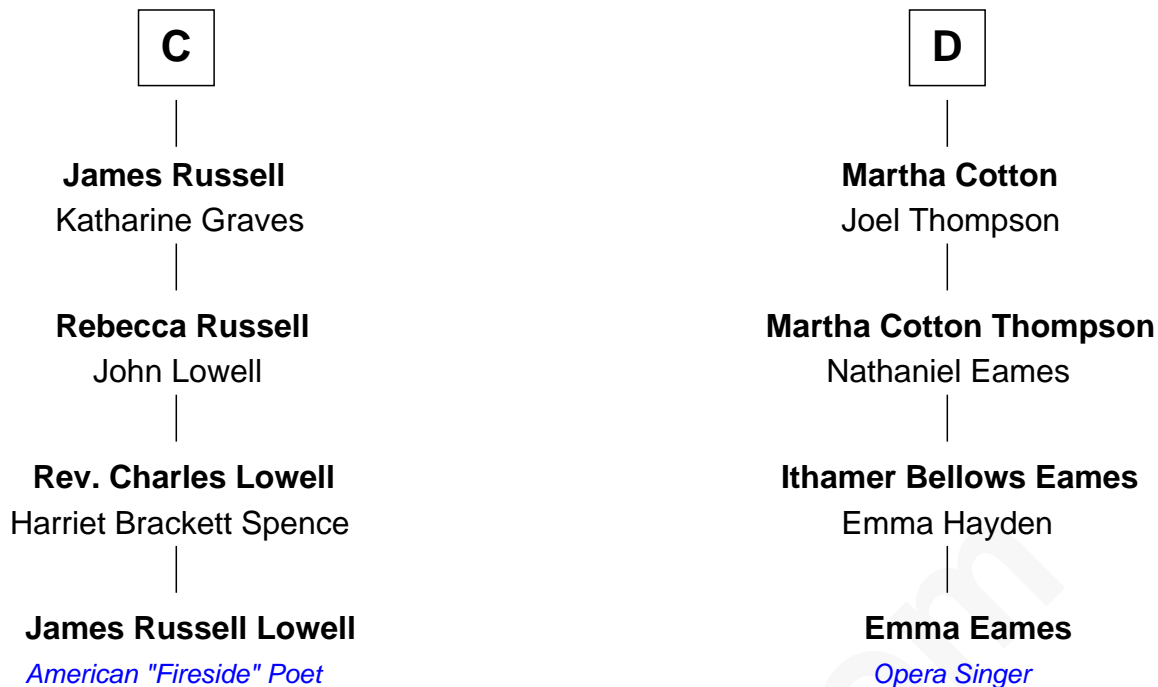 C
James Russell
Katharine Graves
Rebecca Russell
John Lowell
Rev. Charles Lowell
Harriet Brackett Spence
James Russell Lowell
American "Fireside" Poet
D
Martha Cotton
Joel Thompson
Martha Cotton Thompson
Nathaniel Eames
Ithamer Bellows Eames
Emma Hayden
Emma Eames
Opera Singer